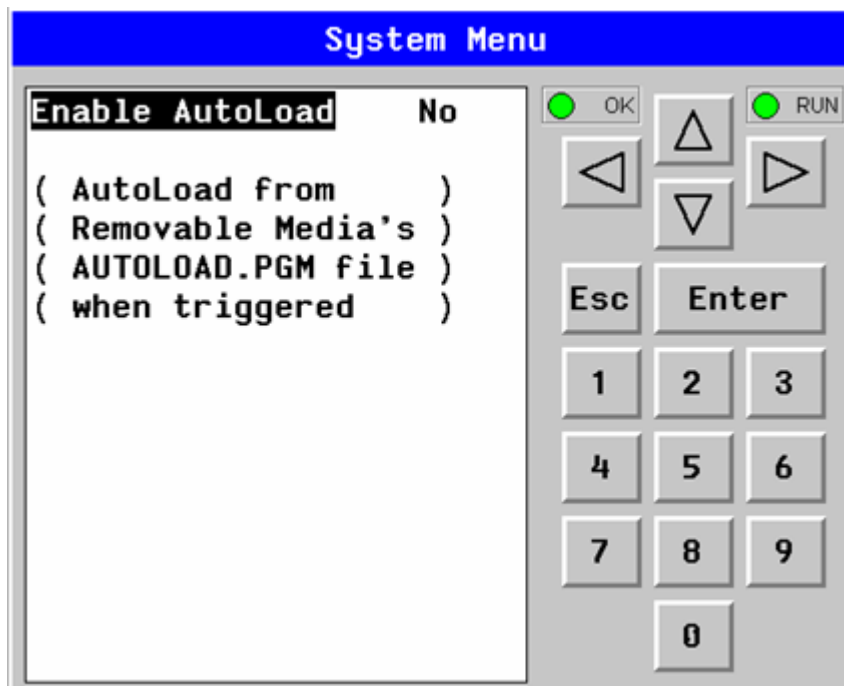 System Menu
Enable AutoLoad No
( AutoLoad from )
( Removable Media's )
( AUTOLOAD.PGM file )
( when triggered )
OK
RUN
Esc Enter
1 2 3
4 5 6
7 8 9
0